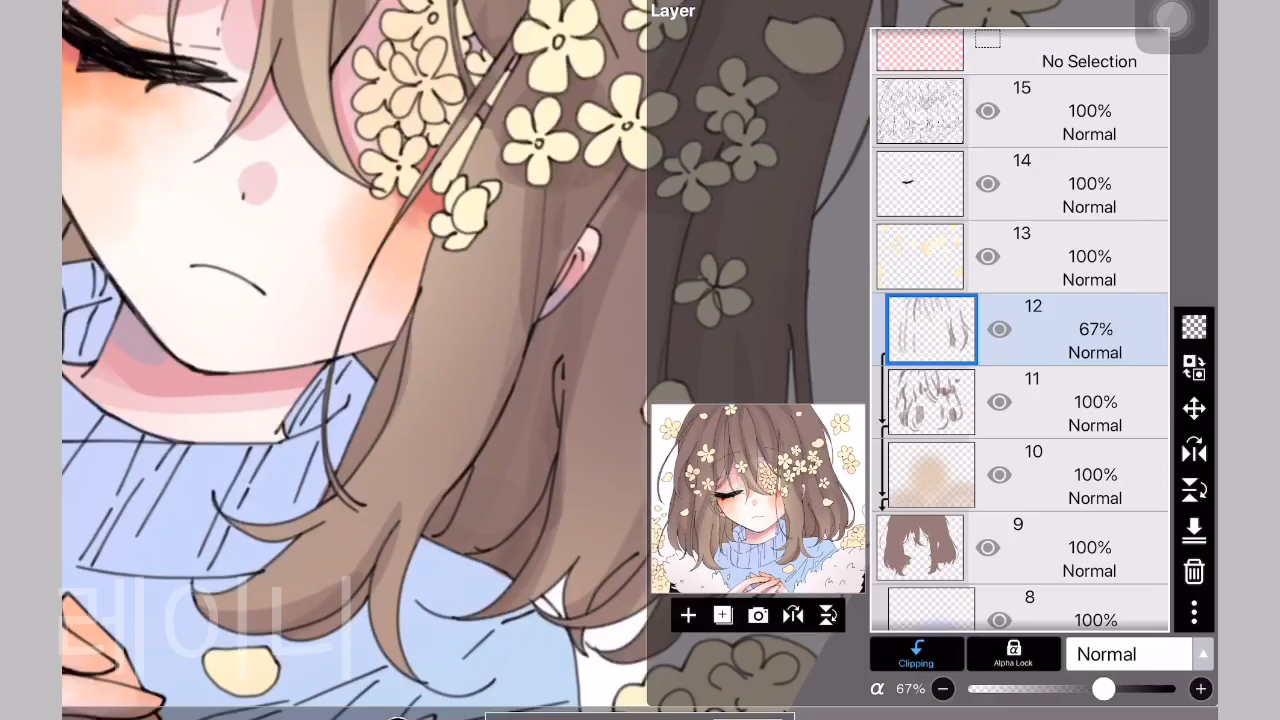 Layer
No Selection
15
100%
Normal
14
100%
Normal
13
100%
Normal
12
67%
Normal
11
100%
Normal
10
100%
Normal
9
100%
Normal
8
100%
Clipping
Alpha Lock
Normal
α 67%